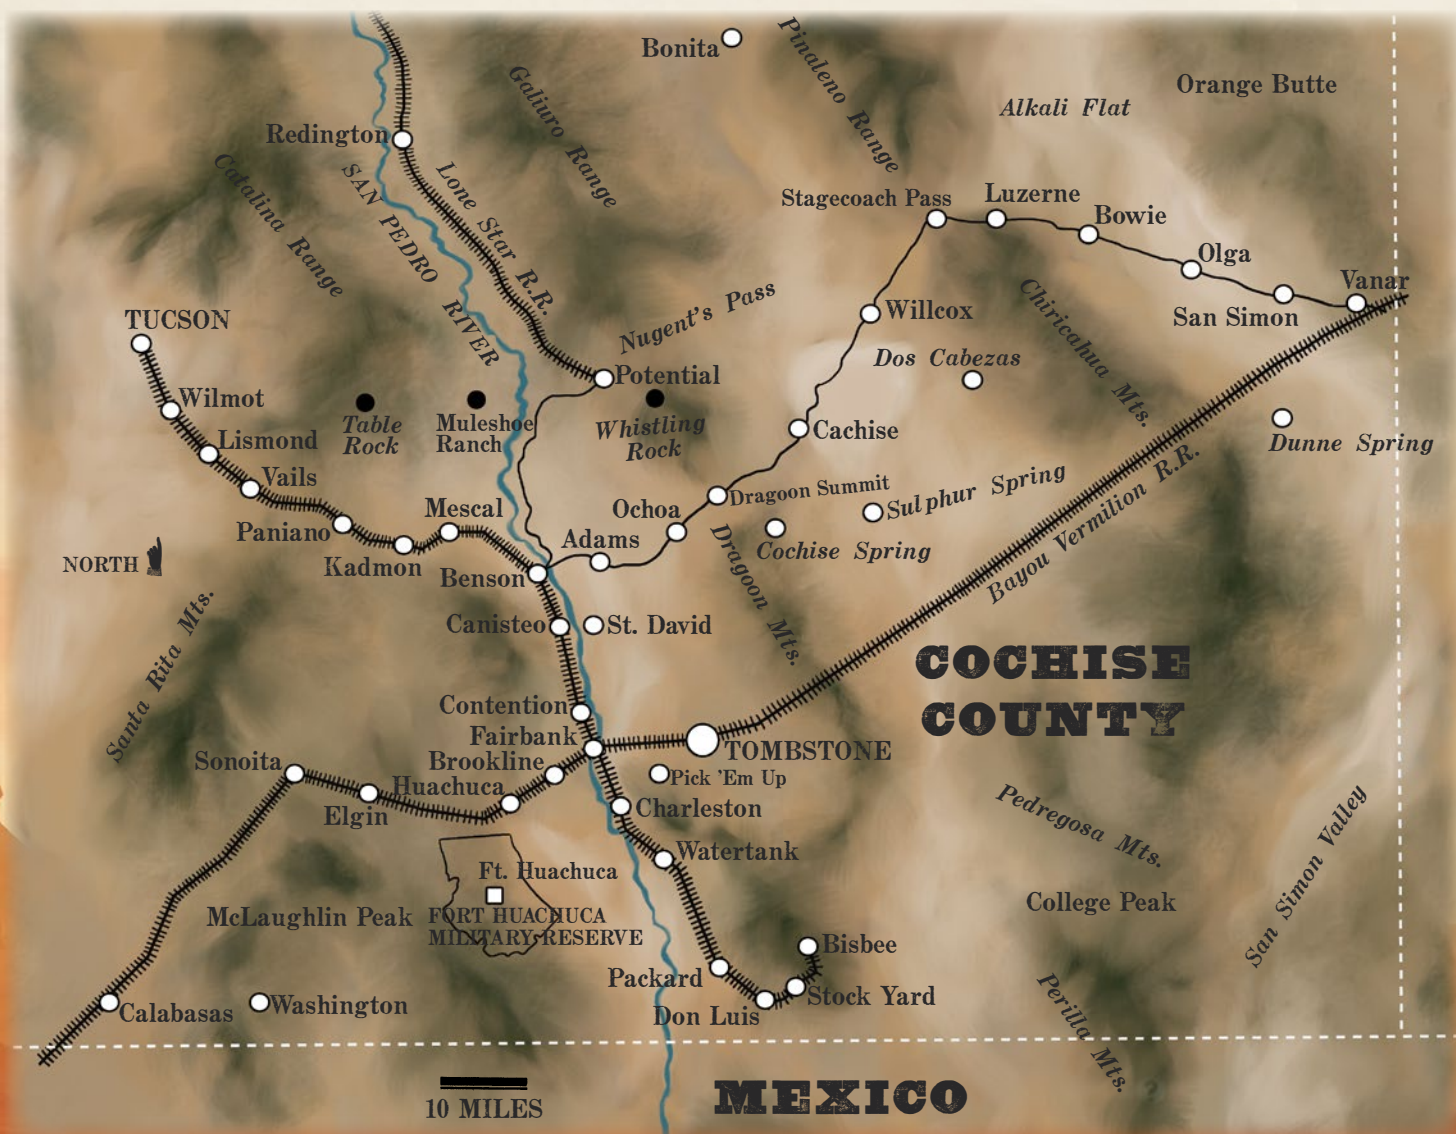 Bonita
Pinaleno Range
Orange Butte
Alkali Flat
Galiuro Range
Redington
Catalina Range
SAN PEDRO RIVER
Lone Star R.R.
Stagecoach Pass
Luzerne
Bowie
Olga
Vanar
San Simon
Nugent's Pass
Willcox
Chiricahua Mts.
TUCSON
Dos Cabezas
Potential
Wilmot
Table
Rock
Muleshoe
Ranch
Whistling
Rock
Cachise
Dunne Spring
Lismond
Vails
Dragoon Summit
Sulphur Spring
Bayou Vermilion R.R.
Mescal
Ochoa
Paniano
Adams
Cochise Spring
Dragoon Mts.
NORTH
Kadmon
Benson
Santa Rita Mts.
Canisteo
St. David
COCHISE
COUNTY
Contention
Fairbank
TOMBSTONE
Sonoita
Brookline
Huachuca
Pick 'Em Up
Elgin
Charleston
Pedregosa Mts.
San Simon Valley
Watertank
Ft. Huachuca
McLaughlin Peak
FORT HUACHUCA
MILITARY RESERVE
College Peak
Bisbee
Packard
Perilla Mts.
Calabasas
Washington
Don Luis
Stock Yard
10 MILES
MEXICO